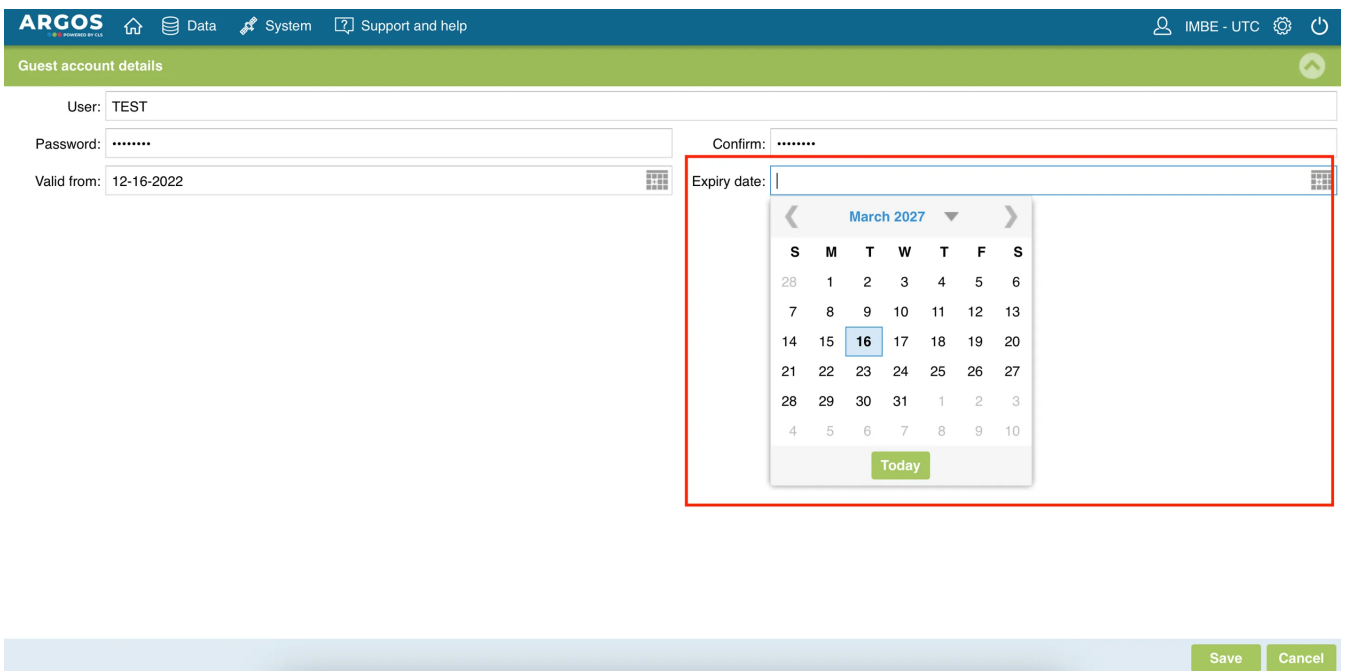 ARGOS Data System Support and help IMBE - UTC
POWERED BY CLS
Guest account details
User: TEST
Password: •••••••• Confirm: ••••••••
Valid from: 12-16-2022 Expiry date:
March 2027
S M T W T F S
28 1 2 3 4 5 6
7 8 9 10 11 12 13
14 15 16 17 18 19 20
21 22 23 24 25 26 27
28 29 30 31 1 2 3
4 5 6 7 8 9 10
Today
Save Cancel